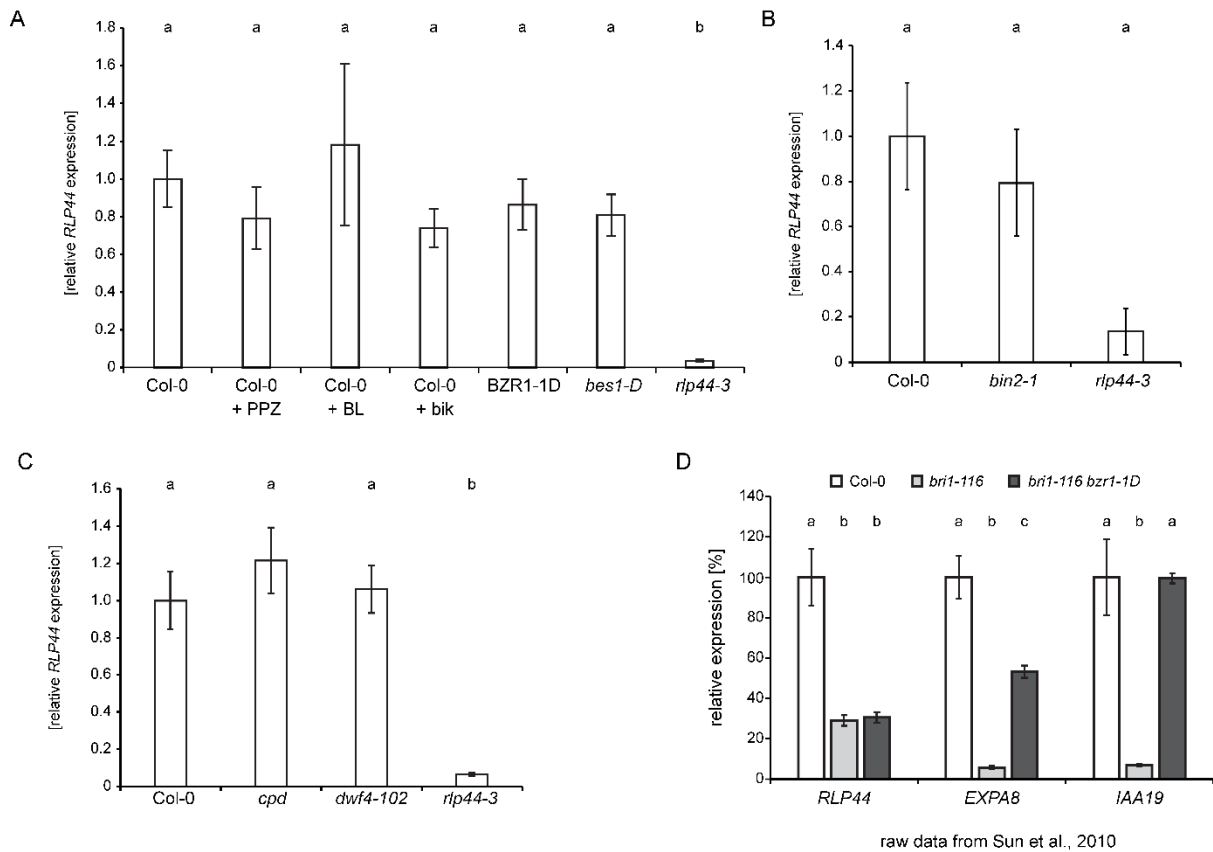 A
[relative RLP44 expression]
1.8
1.6
1.4
1.2
1.0
0.8
0.6
0.4
0.2
0
a a a a a a b
Col-0 Col-0 Col-0 Col-0 BZR1-1D bes1-D rlp44-3
+ PPZ + BL + bik
B
[relative RLP44 expression]
1.4
1.2
1.0
0.8
0.6
0.4
0.2
0
a a a
Col-0 bin2-1 rlp44-3
C
[relative RLP44 expression]
1.6
1.4
1.2
1.0
0.8
0.6
0.4
0.2
0
a a a b
Col-0 cpd dwf4-102 rlp44-3
D
Col-0 bri1-116 bri1-116 bzr1-1D
relative expression [%]
140
120
100
80
60
40
20
0
a b b a b c a b a
RLP44 EXPA8 IAA19
raw data from Sun et al., 2010